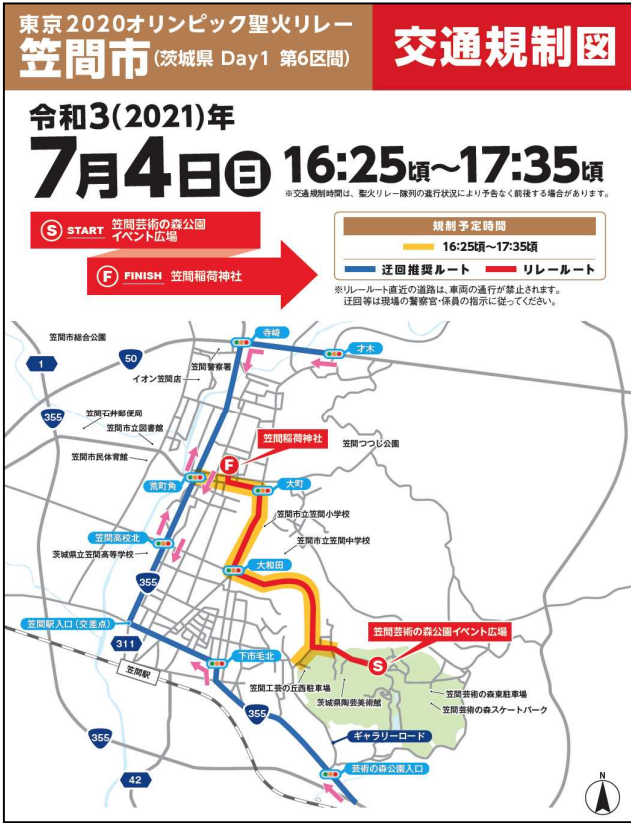 東京2020オリンピック聖火リレー
笠間市(茨城県 Day1 第6区間)
交通規制図
令和3(2021)年
7月4日日 16:25頃~17:35頃
※交通規制時間は、聖火リレー隊列の進行状況により予告なく前後する場合があります。
S START 笠間芸術の森公園
イベント広場
F FINISH 笠間稲荷神社
規制予定時間
16:25頃~17:35頃
迂回推奨ルート リレールート
※リレールート直近の道路は、車両の通行が禁止されます。
迂回等は現場の警察官・係員の指示に従ってください。
寺崎
笠間市総合公園
才木
50
笠間警察署
1
イオン笠間店
355
笠間石井郵便局
笠間市立図書館
笠間稲荷神社
笠間つつじ公園
笠間市民体育館
F
荒町角
大町
笠間市立笠間小学校
笠間高校北
笠間市立笠間中学校
茨城県立笠間高等学校
大和田
355
笠間駅入口(交差点)
笠間芸術の森公園イベント広場
311
下市毛北
S
笠間駅
笠間工芸の丘西駐車場
笠間芸術の森東駐車場
茨城県陶芸美術館
笠間芸術の森スケートパーク
355
355
ギャラリーロード
42
芸術の森公園入口
N